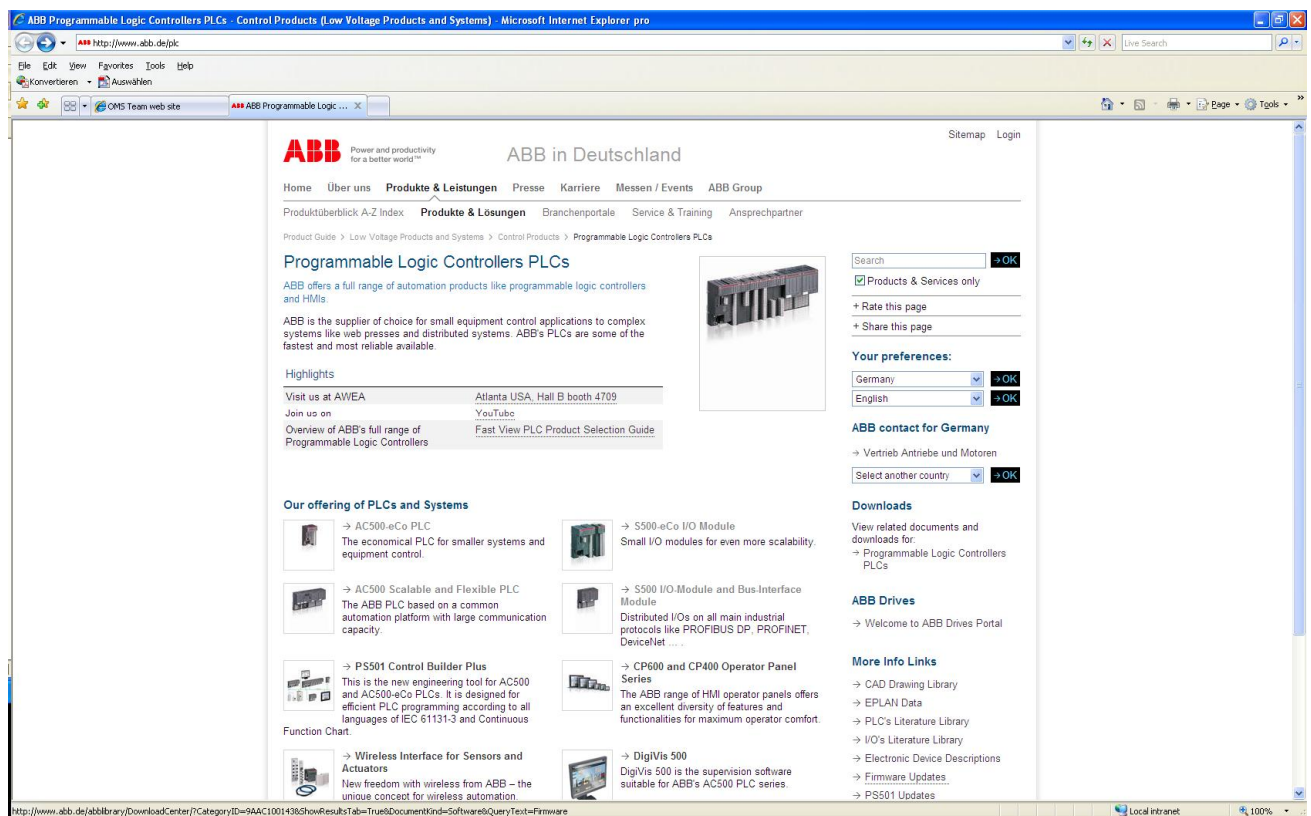 ABB Programmable Logic Controllers PLCs - Control Products (Low Voltage Products and Systems) - Microsoft Internet Explorer pro
ABB http://www.abb.de/plc
Live Search
File Edit View Favorites Tools Help
Konvertieren Auswählen
OMS Team web site
ABB ABB Programmable Logic ...
Page Tools
Sitemap Login
ABB Power and productivity
for a better world™
ABB in Deutschland
Home Über uns Produkte & Leistungen Presse Karriere Messen / Events ABB Group
Produktüberblick A-Z Index Produkte & Lösungen Branchenportale Service & Training Ansprechpartner
Product Guide > Low Voltage Products and Systems > Control Products > Programmable Logic Controllers PLCs
Programmable Logic Controllers PLCs
ABB offers a full range of automation products like programmable logic controllers
and HMIs.
ABB is the supplier of choice for small equipment control applications to complex
systems like web presses and distributed systems. ABB's PLCs are some of the
fastest and most reliable available.
Highlights
Visit us at AWEA Atlanta USA, Hall B booth 4709
Join us on YouTube
Overview of ABB's full range of Fast View PLC Product Selection Guide
Programmable Logic Controllers
Our offering of PLCs and Systems
→ AC500-eCo PLC
The economical PLC for smaller systems and
equipment control.
→ S500-eCo I/O Module
Small I/O modules for even more scalability.
→ AC500 Scalable and Flexible PLC
The ABB PLC based on a common
automation platform with large communication
capacity.
→ S500 I/O-Module and Bus-Interface
Module
Distributed I/Os on all main industrial
protocols like PROFIBUS DP, PROFINET,
DeviceNet ... .
→ PS501 Control Builder Plus
This is the new engineering tool for AC500
and AC500-eCo PLCs. It is designed for
efficient PLC programming according to all
languages of IEC 61131-3 and Continuous
Function Chart.
→ CP600 and CP400 Operator Panel
Series
The ABB range of HMI operator panels offers
an excellent diversity of features and
functionalities for maximum operator comfort.
→ Wireless Interface for Sensors and
Actuators
New freedom with wireless from ABB – the
unique concept for wireless automation.
→ DigiVis 500
DigiVis 500 is the supervision software
suitable for ABB's AC500 PLC series.
Search → OK
Products & Services only
+ Rate this page
+ Share this page
Your preferences:
Germany → OK
English → OK
ABB contact for Germany
→ Vertrieb Antriebe und Motoren
Select another country → OK
Downloads
View related documents and
downloads for:
→ Programmable Logic Controllers
PLCs
ABB Drives
→ Welcome to ABB Drives Portal
More Info Links
→ CAD Drawing Library
→ EPLAN Data
→ PLC's Literature Library
→ I/O's Literature Library
→ Electronic Device Descriptions
→ Firmware Updates
→ PS501 Updates
http://www.abb.de/abblibrary/DownloadCenter/?CategoryID=9AAC100143&ShowResultsTab=True&DocumentKind=Software&QueryText=Firmware
Local intranet 100%